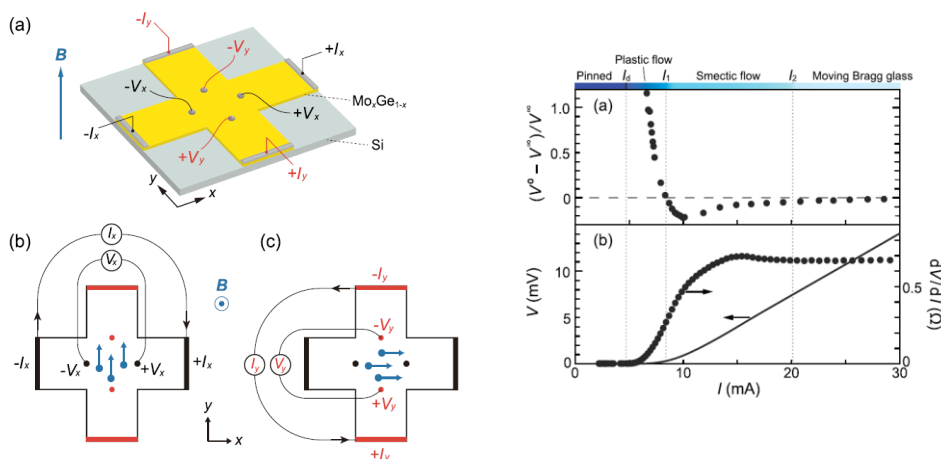 (a)
B
-Iy
-Vy
+Ix
-Vx
MoxGe1-x
+Vx
-Ix
Si
+Vy
+Iy
y
x
(b)
Ix
Vx
B
-Ix
-Vx
+Vx
+Ix
y
x
(c)
-Iy
-Vy
Iy
Vy
+Vy
+Iy
Plastic flow
Pinned Id I1 Smectic flow I2 Moving Bragg glass
(a)
(V⁰ – V∞)/V∞
1.0
0.5
0
(b)
V (mV)
10
5
0
dV/dI (Ω)
0.5
0
0 10 20 30
I (mA)